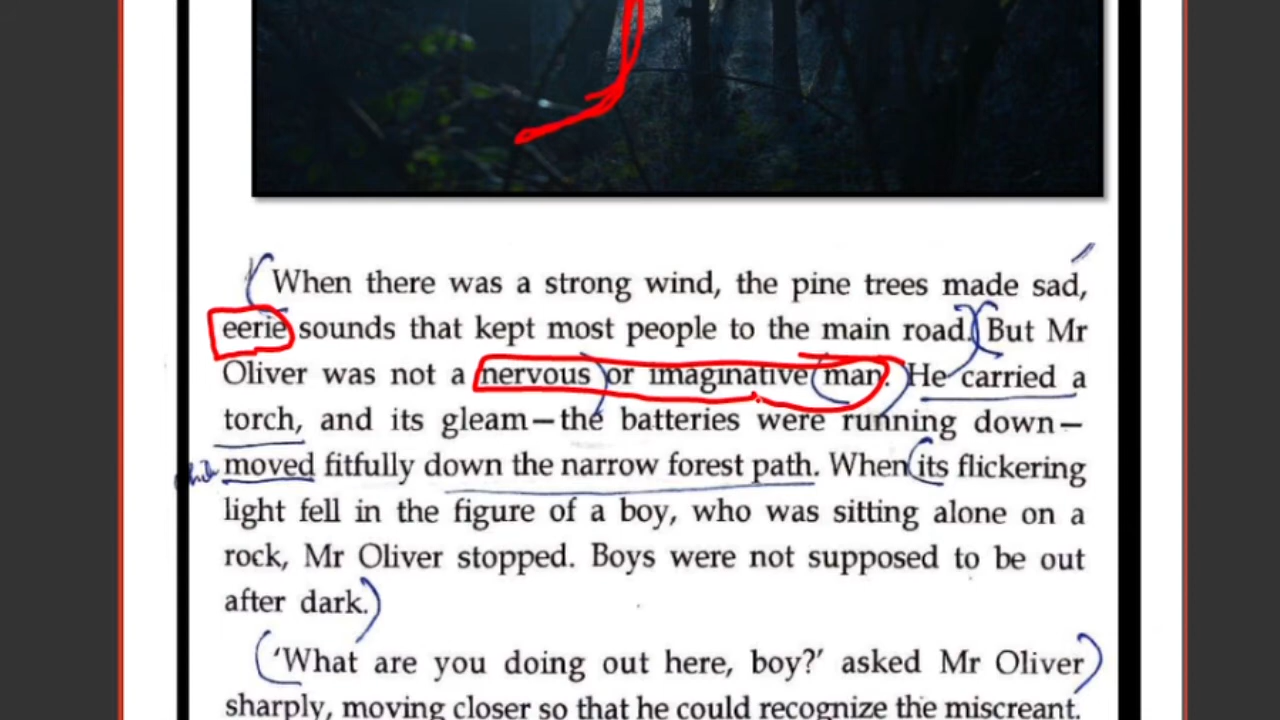 When there was a strong wind, the pine trees made sad,
eerie sounds that kept most people to the main road. But Mr
Oliver was not a nervous or imaginative man. He carried a
torch, and its gleam—the batteries were running down—
moved fitfully down the narrow forest path. When its flickering
light fell in the figure of a boy, who was sitting alone on a
rock, Mr Oliver stopped. Boys were not supposed to be out
after dark.
‘What are you doing out here, boy?’ asked Mr Oliver
sharply, moving closer so that he could recognize the miscreant.